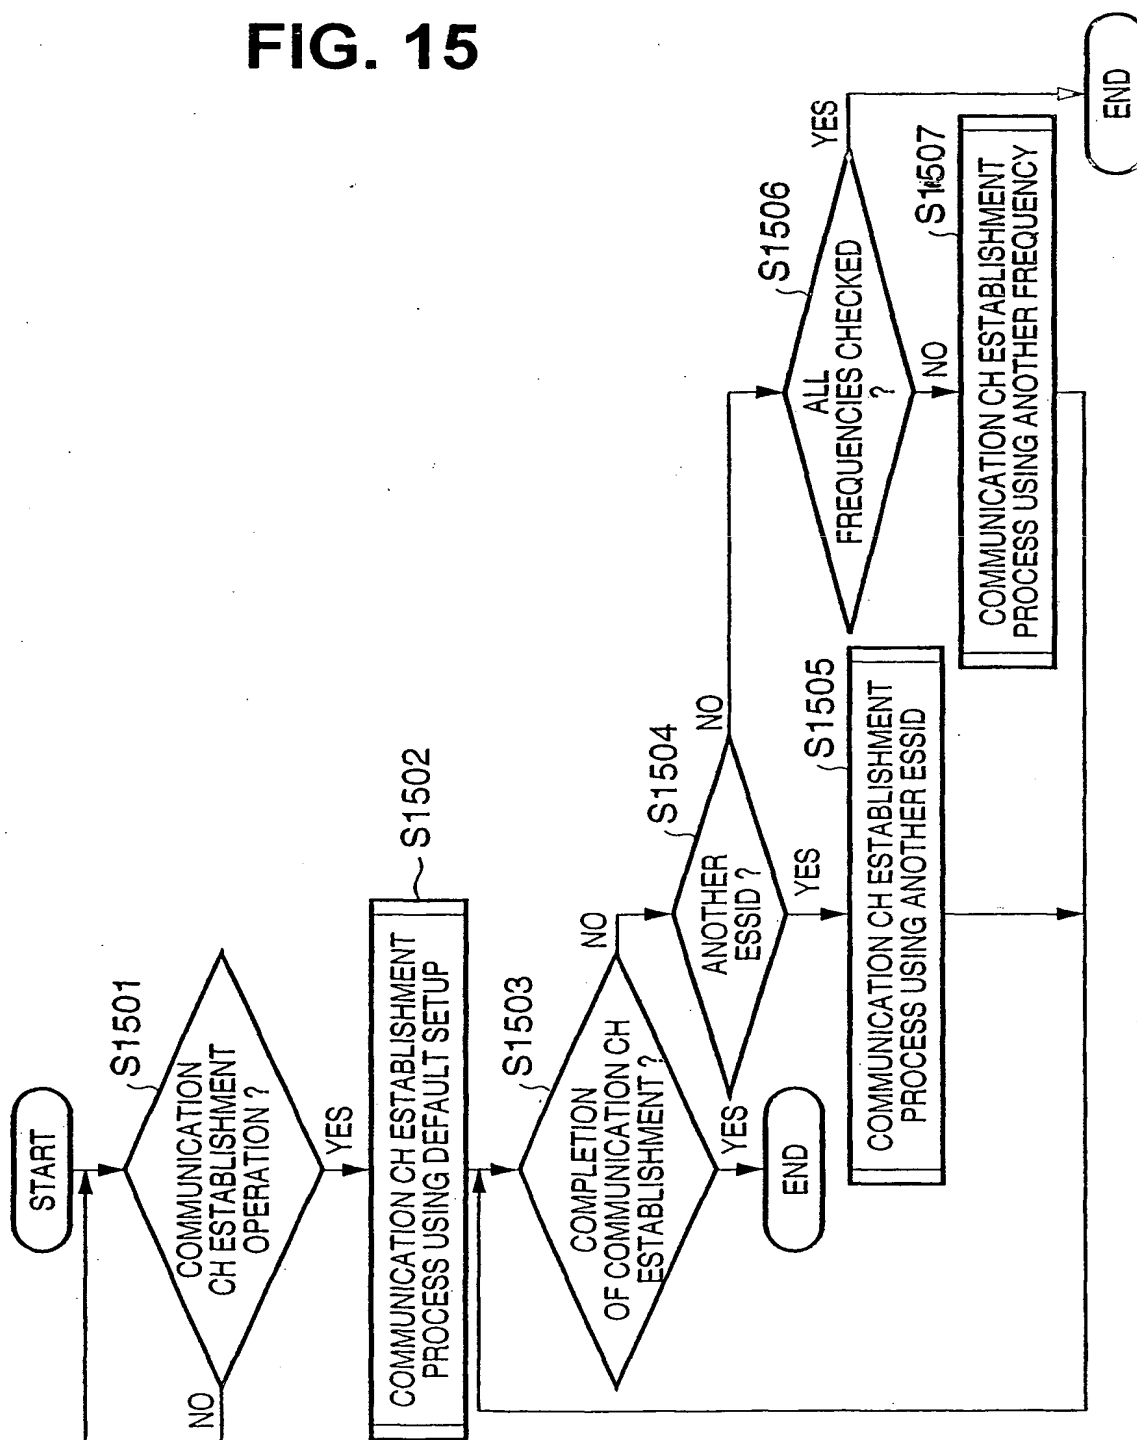 FIG. 15
START
S1501
COMMUNICATION
CH ESTABLISHMENT
OPERATION ?
NO
YES
S1502
COMMUNICATION CH ESTABLISHMENT
PROCESS USING DEFAULT SETUP
S1503
COMPLETION
OF COMMUNICATION CH
ESTABLISHMENT ?
NO
YES
END
S1504
ANOTHER
ESSID ?
NO
YES
S1505
COMMUNICATION CH ESTABLISHMENT
PROCESS USING ANOTHER ESSID
S1506
ALL
FREQUENCIES CHECKED
?
YES
NO
S1507
COMMUNICATION CH ESTABLISHMENT
PROCESS USING ANOTHER FREQUENCY
END